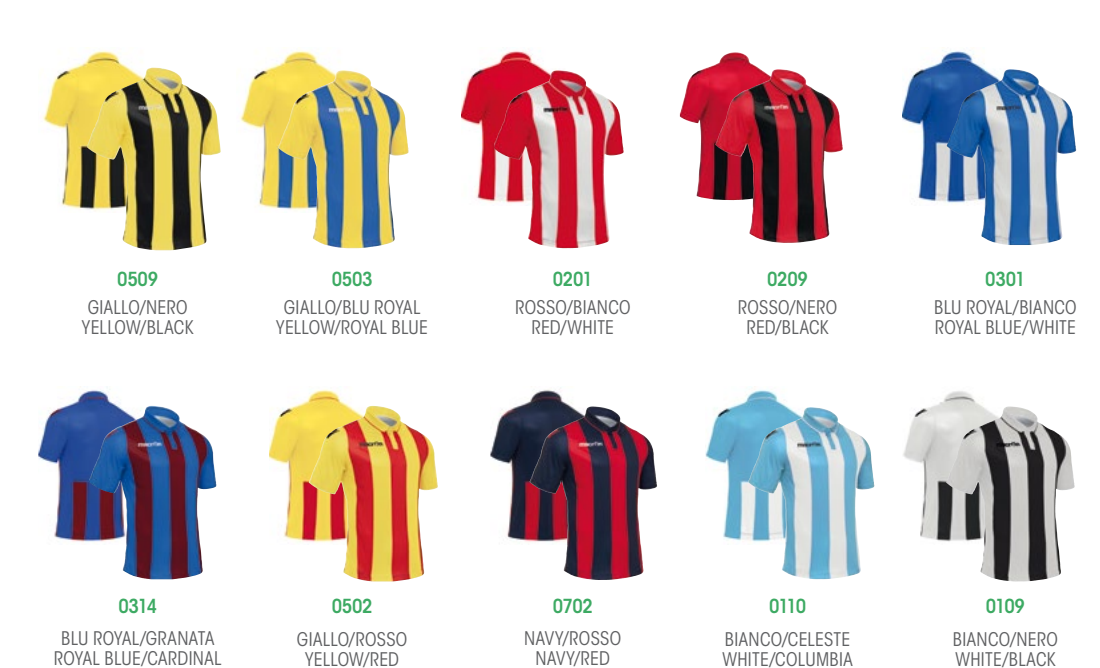 0509
GIALLO/NERO
YELLOW/BLACK
0503
GIALLO/BLU ROYAL
YELLOW/ROYAL BLUE
0201
ROSSO/BIANCO
RED/WHITE
0209
ROSSO/NERO
RED/BLACK
0301
BLU ROYAL/BIANCO
ROYAL BLUE/WHITE
0314
BLU ROYAL/GRANATA
ROYAL BLUE/CARDINAL
0502
GIALLO/ROSSO
YELLOW/RED
0702
NAVY/ROSSO
NAVY/RED
0110
BIANCO/CELESTE
WHITE/COLUMBIA
0109
BIANCO/NERO
WHITE/BLACK